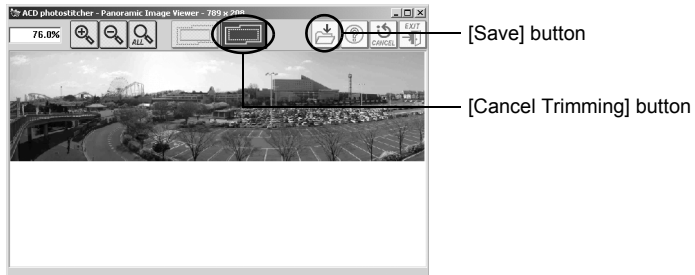 ACD photostitcher - Panoramic Image Viewer - 789 x 208
76.0%
ALL
?
CANCEL
EXIT
[Save] button
[Cancel Trimming] button